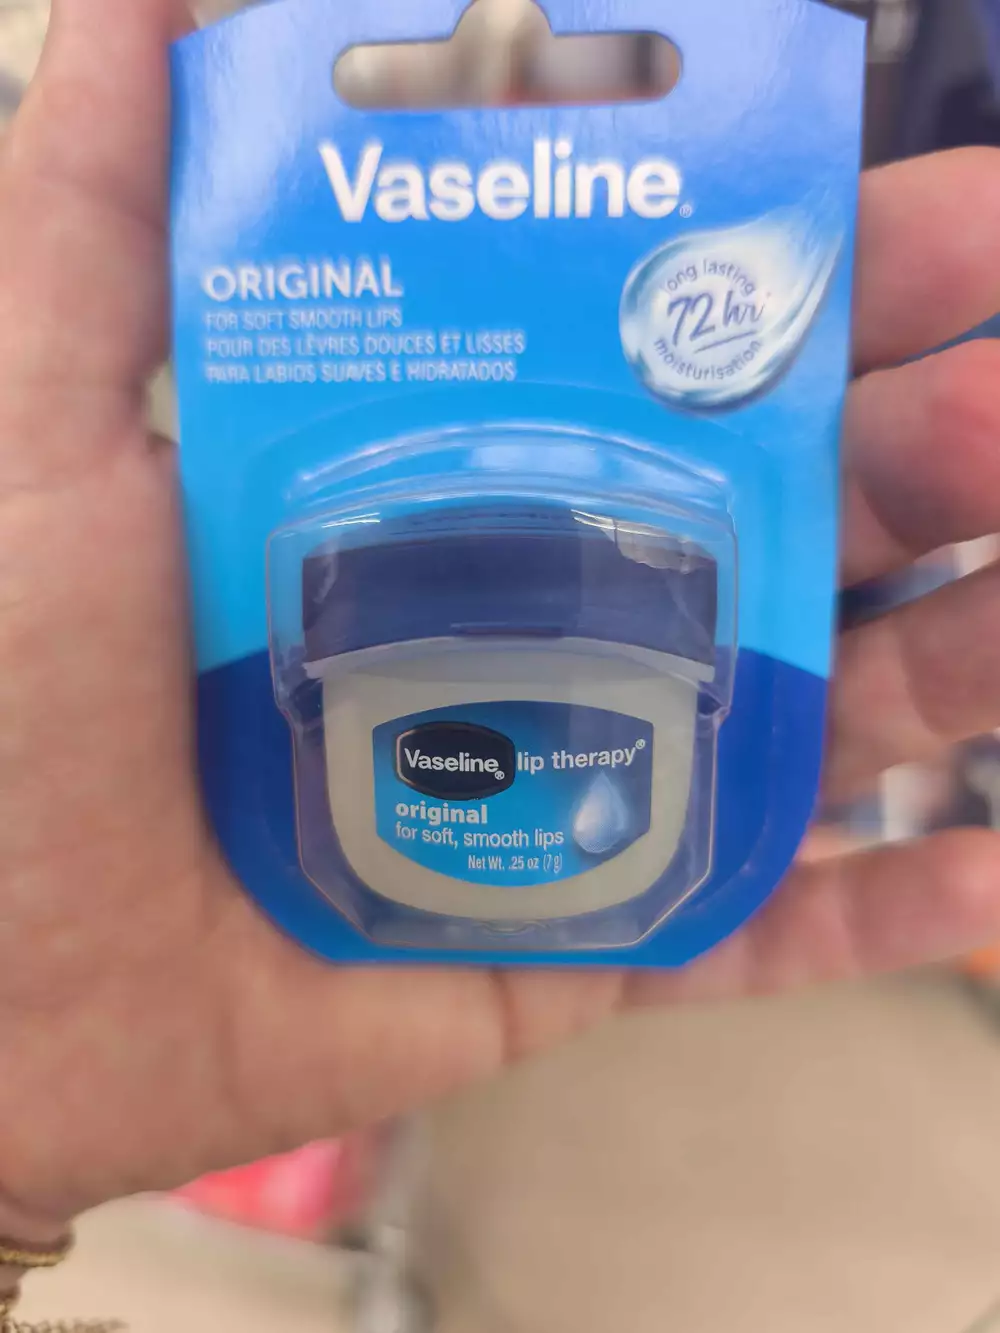 Vaseline®
ORIGINAL
FOR SOFT SMOOTH LIPS
POUR DES LÈVRES DOUCES ET LISSES
PARA LABIOS SUAVES E HIDRATADOS
long lasting
72 hr
moisturisation
Vaseline® lip therapy®
original
for soft, smooth lips
Net Wt. .25 oz (7g)